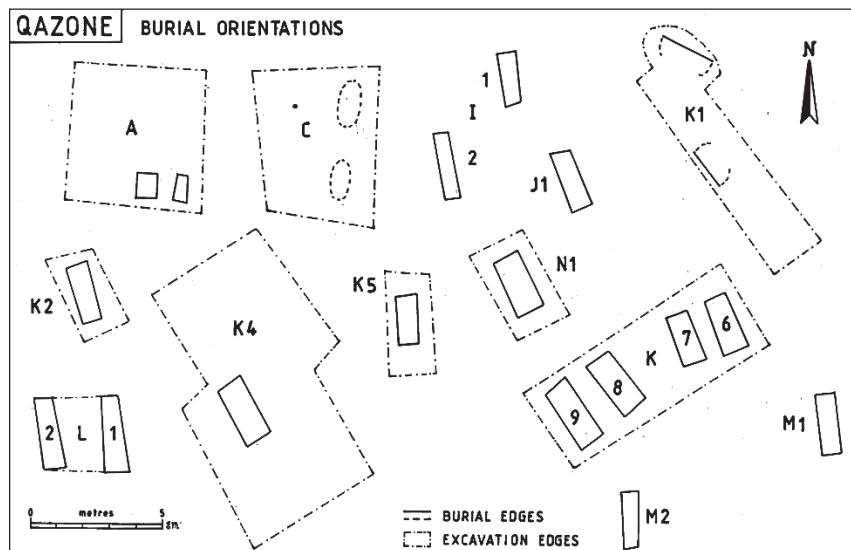 QAZONE BURIAL ORIENTATIONS
N
A
C
1
I
2
J1
K1
K2
K4
K5
N1
K
6
7
8
9
2 L 1
M1
M2
0 metres 5
BURIAL EDGES
EXCAVATION EDGES